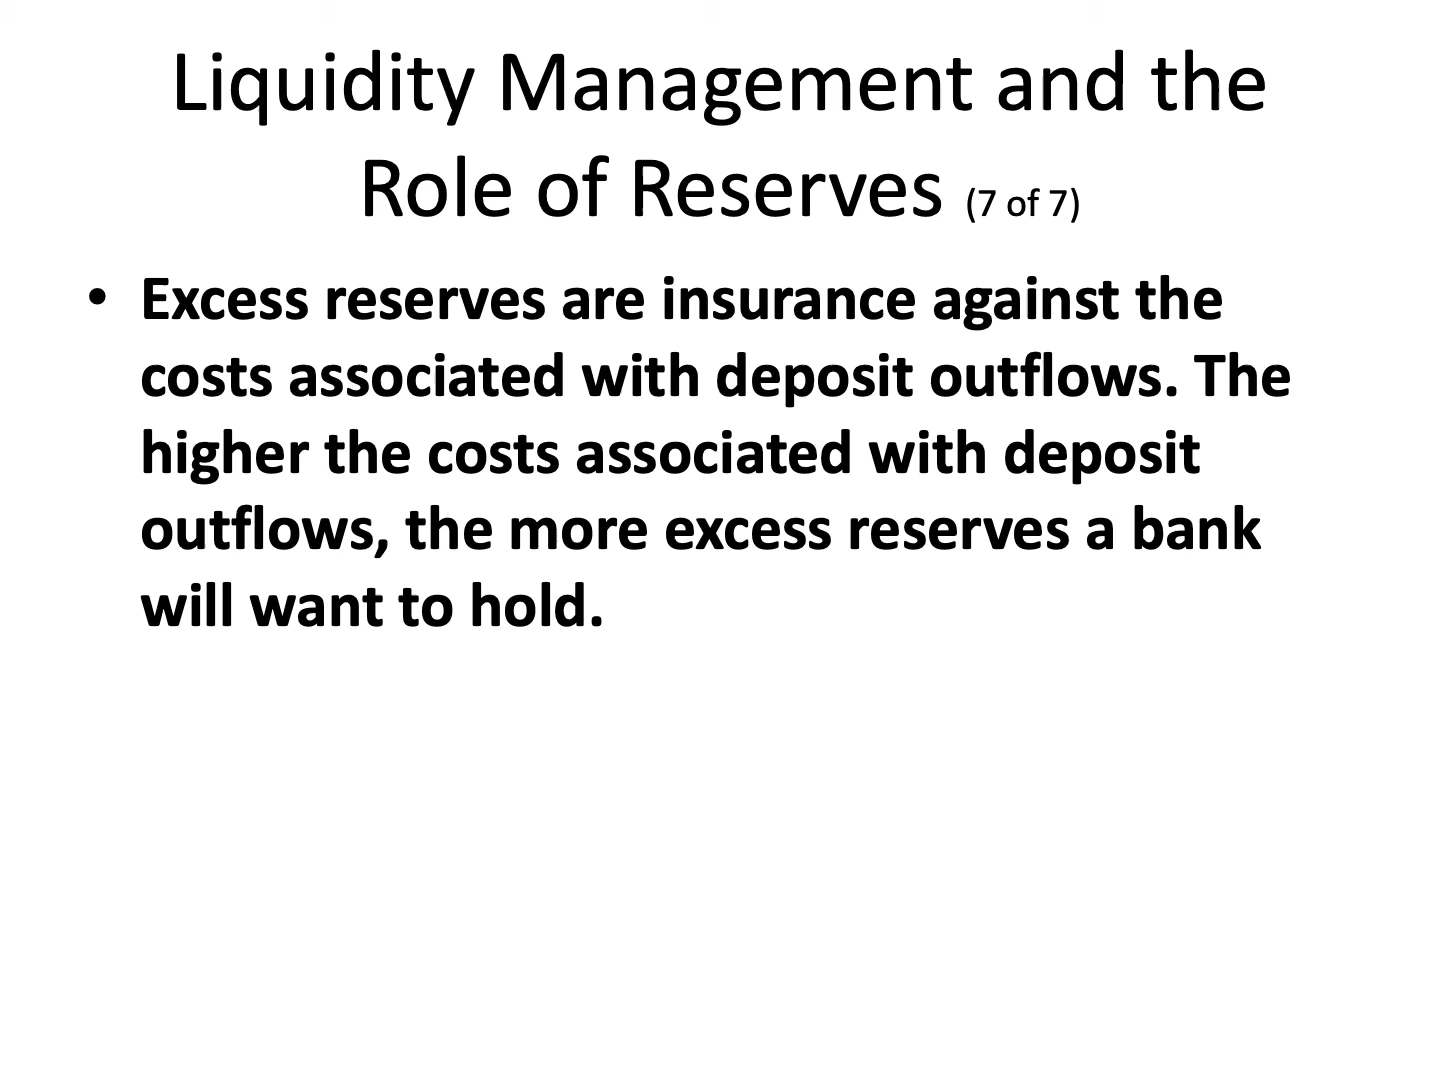 Liquidity Management and the
Role of Reserves (7 of 7)
• Excess reserves are insurance against the
costs associated with deposit outflows. The
higher the costs associated with deposit
outflows, the more excess reserves a bank
will want to hold.